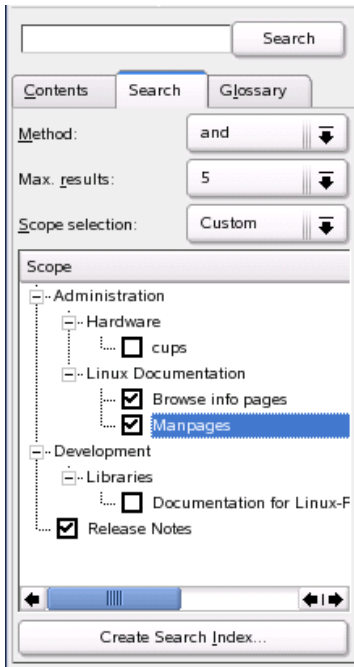 Search
Contents Search Glossary
Method: and
Max. results: 5
Scope selection: Custom
Scope
Administration
Hardware
cups
Linux Documentation
Browse info pages
Manpages
Development
Libraries
Documentation for Linux-P
Release Notes
Create Search Index...